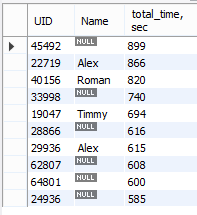 UID Name total_time, sec
45492 NULL 899
22719 Alex 866
40156 Roman 820
33998 NULL 740
19047 Timmy 694
28866 NULL 616
29936 Alex 615
62807 NULL 608
64801 NULL 600
24936 NULL 585